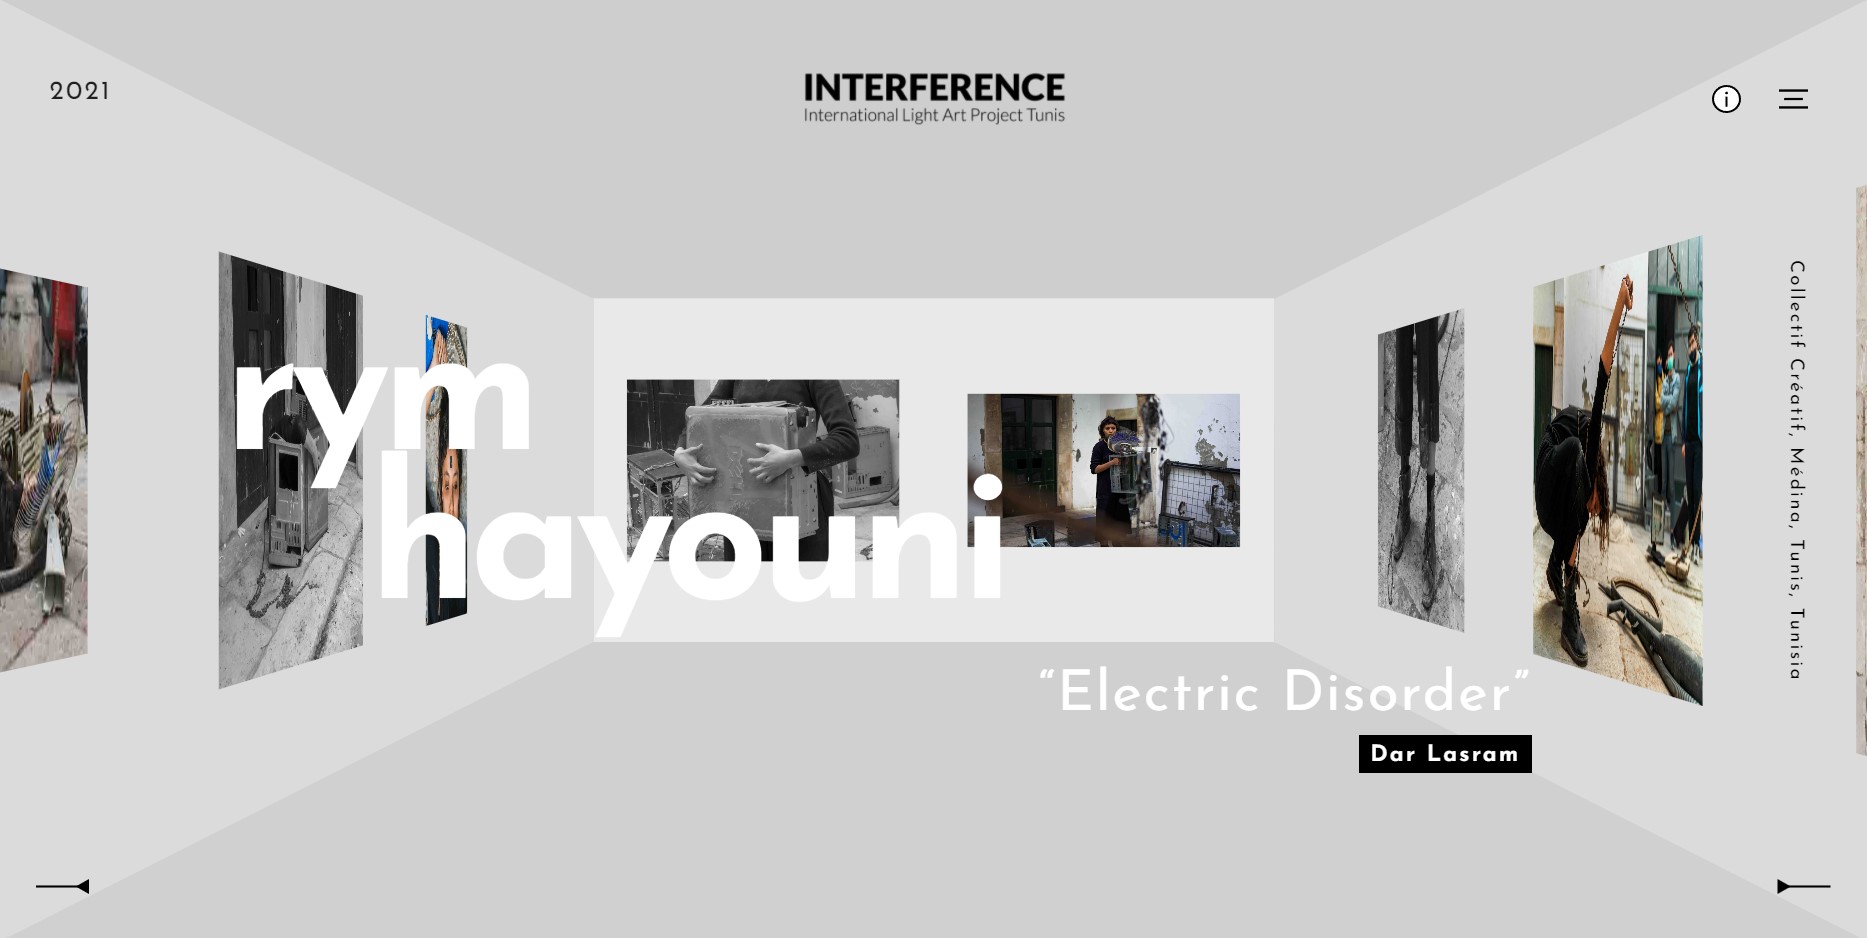 2021
INTERFERENCE
International Light Art Project Tunis
i
rym
hayouni
“Electric Disorder”
Dar Lasram
Collectif Créatif, Médina, Tunis, Tunisia